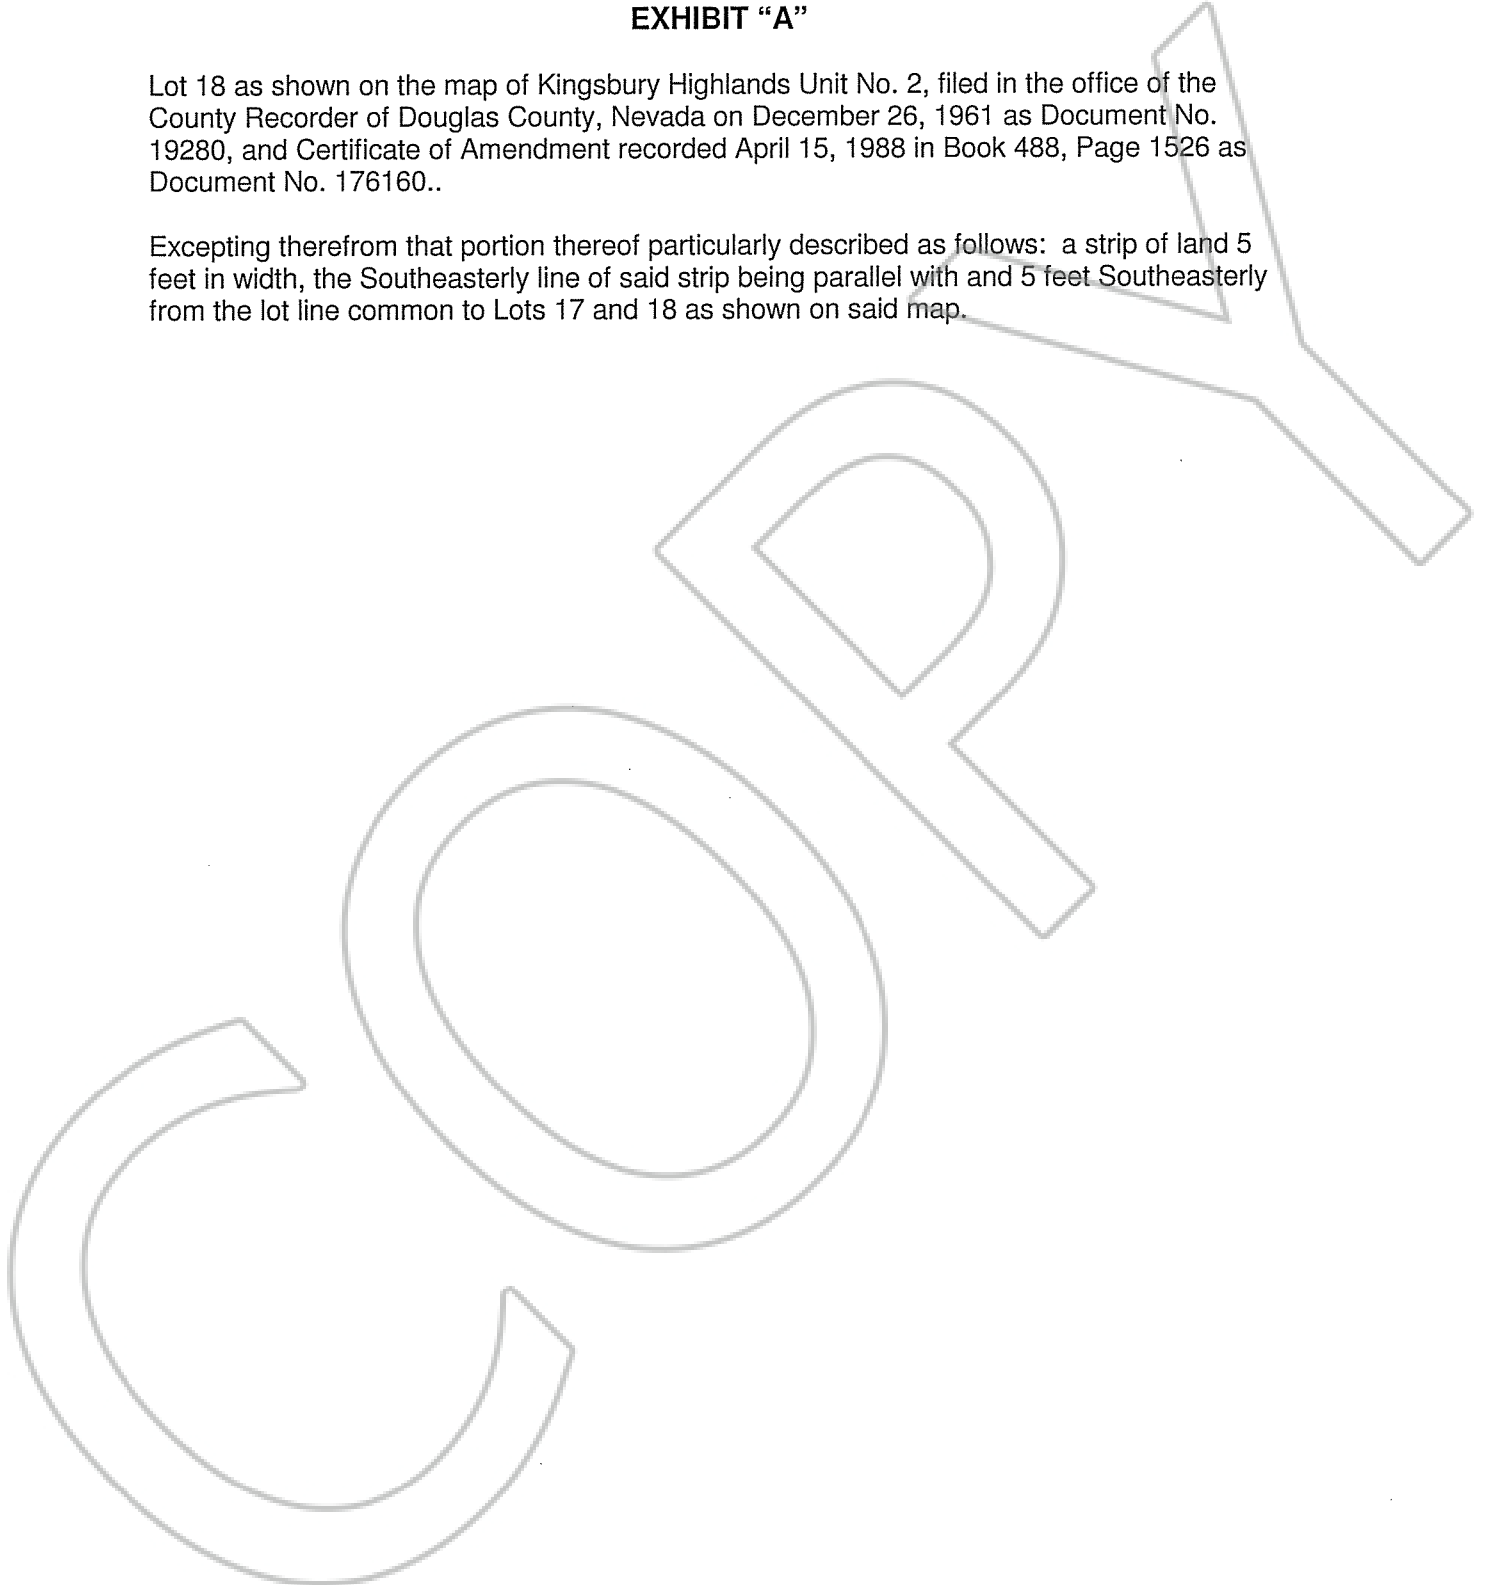 EXHIBIT “A”
Lot 18 as shown on the map of Kingsbury Highlands Unit No. 2, filed in the office of the
County Recorder of Douglas County, Nevada on December 26, 1961 as Document No.
19280, and Certificate of Amendment recorded April 15, 1988 in Book 488, Page 1526 as
Document No. 176160..
Excepting therefrom that portion thereof particularly described as follows:  a strip of land 5
feet in width, the Southeasterly line of said strip being parallel with and 5 feet Southeasterly
from the lot line common to Lots 17 and 18 as shown on said map.
COPY